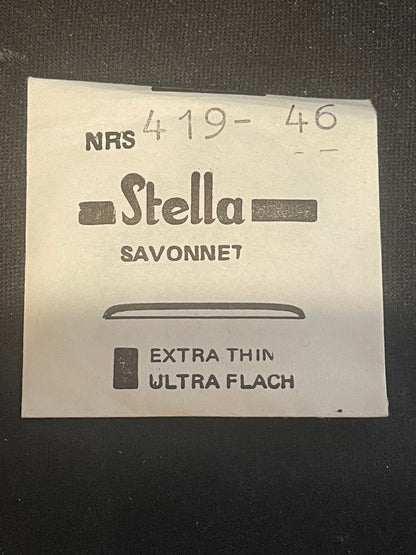 NRS 419- 46
Stella
SAVONNET
EXTRA THIN
ULTRA FLACH